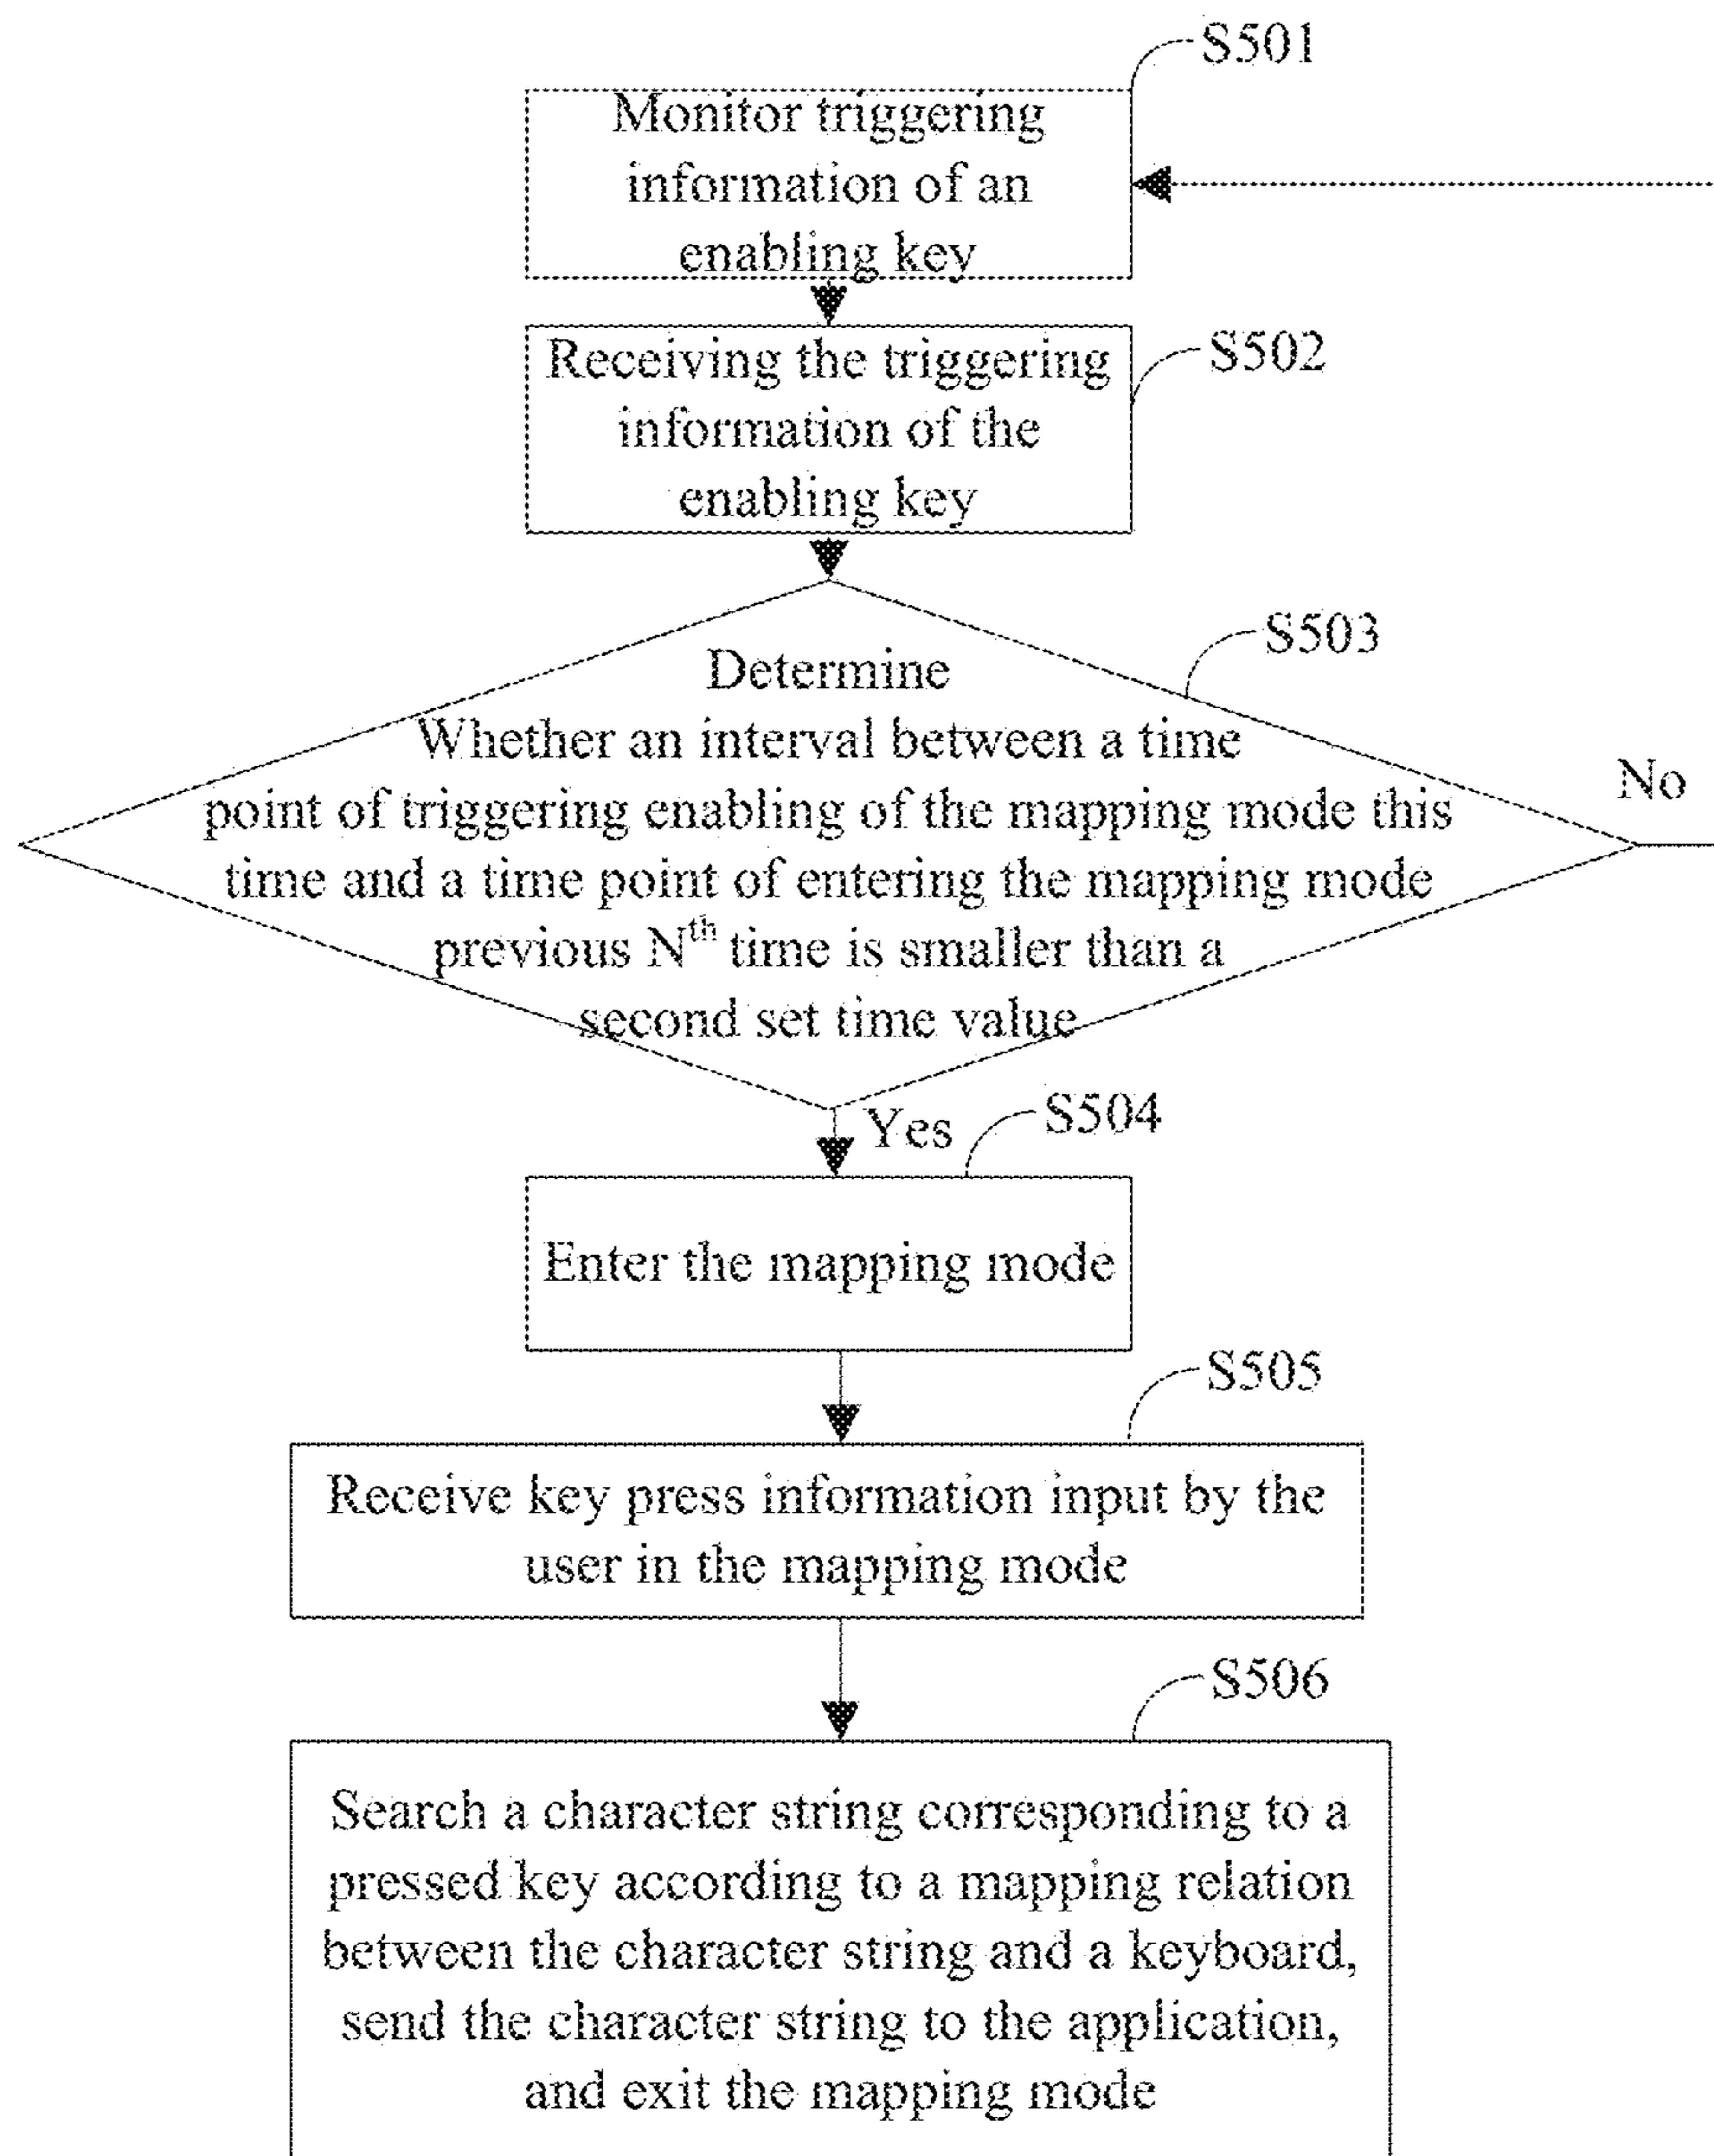 S501
Monitor triggering
information of an
enabling key
S502
Receiving the triggering
information of the
enabling key
S503
Determine
Whether an interval between a time
point of triggering enabling of the mapping mode this
time and a time point of entering the mapping mode
previous Nth time is smaller than a
second set time value
No
Yes
S504
Enter the mapping mode
S505
Receive key press information input by the
user in the mapping mode
S506
Search a character string corresponding to a
pressed key according to a mapping relation
between the character string and a keyboard,
send the character string to the application,
and exit the mapping mode